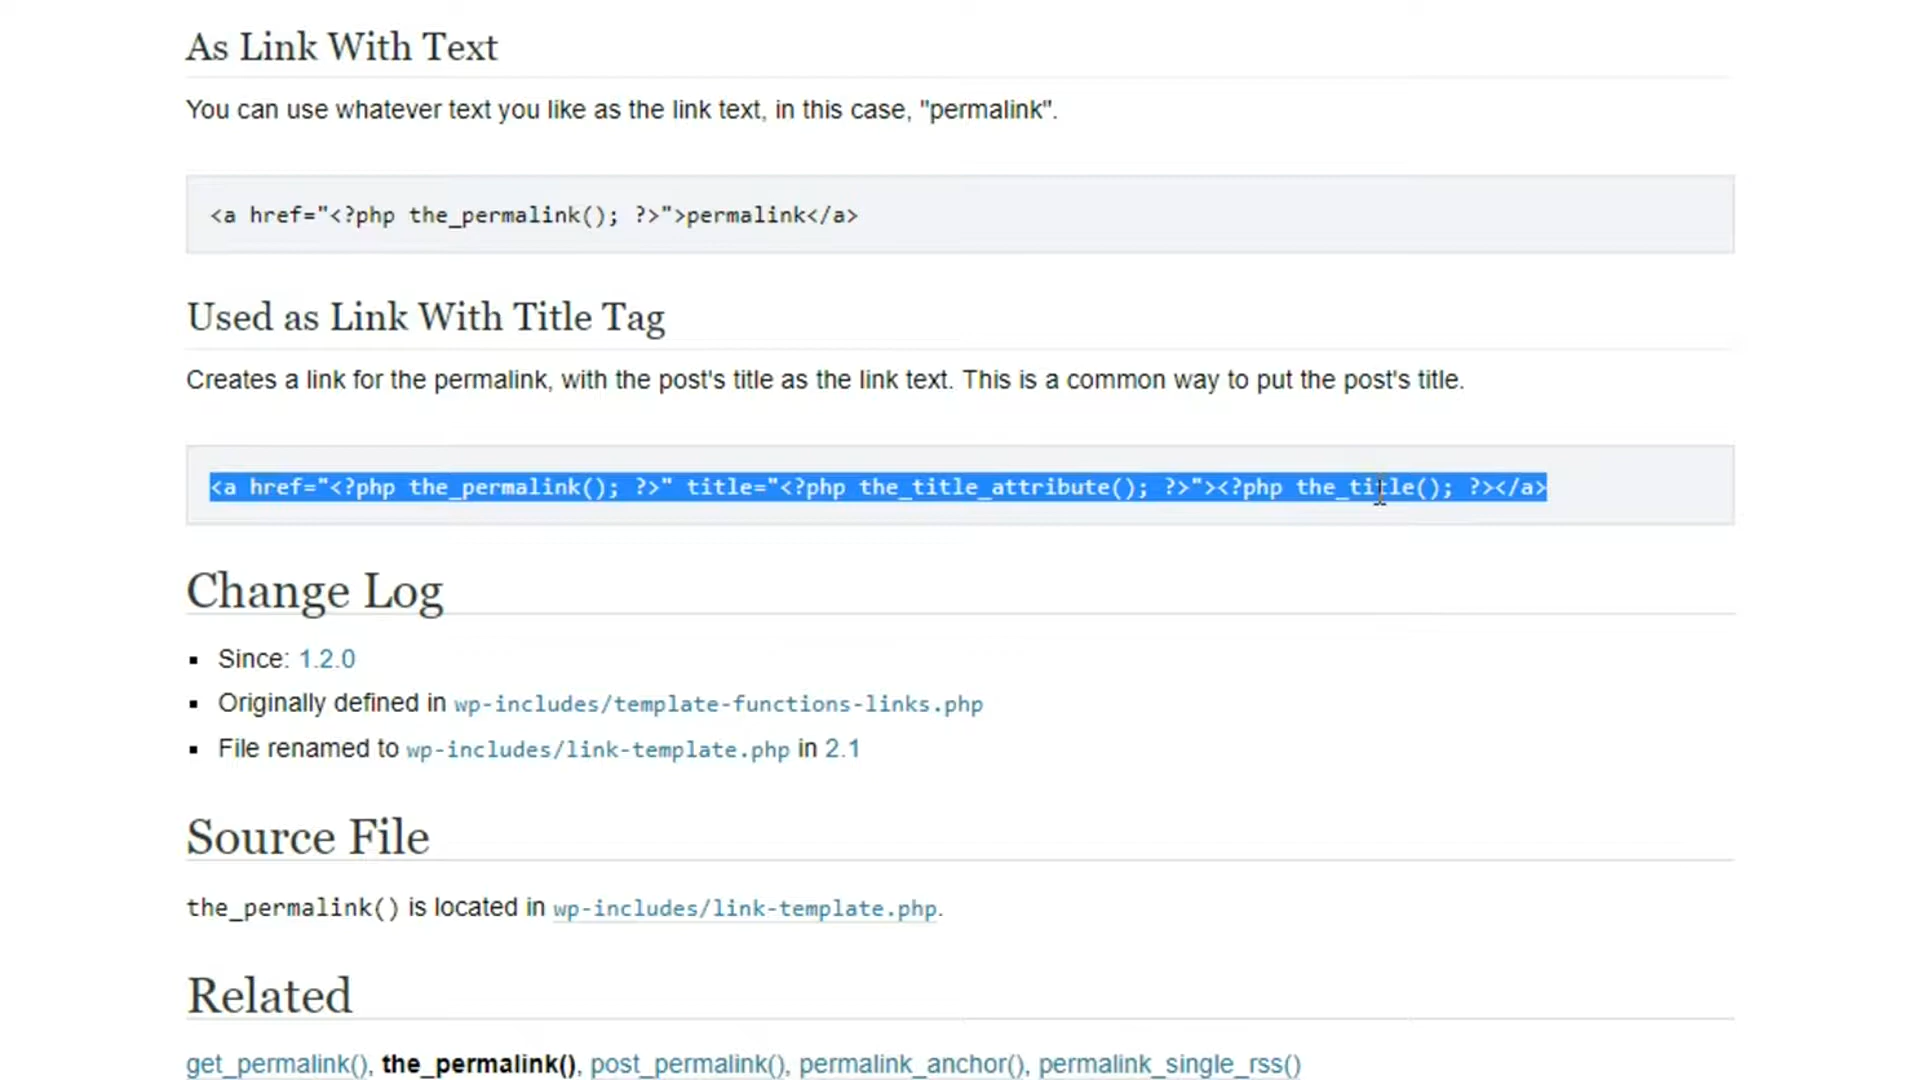 As Link With Text
You can use whatever text you like as the link text, in this case, "permalink".
<a href="<?php the_permalink(); ?>">permalink</a>
Used as Link With Title Tag
Creates a link for the permalink, with the post's title as the link text. This is a common way to put the post's title.
<a href="<?php the_permalink(); ?>" title="<?php the_title_attribute(); ?>"><?php the_title(); ?></a>
Change Log
▪ Since: 1.2.0
▪ Originally defined in wp-includes/template-functions-links.php
▪ File renamed to wp-includes/link-template.php in 2.1
Source File
the_permalink() is located in wp-includes/link-template.php.
Related
get_permalink(), the_permalink(), post_permalink(), permalink_anchor(), permalink_single_rss()